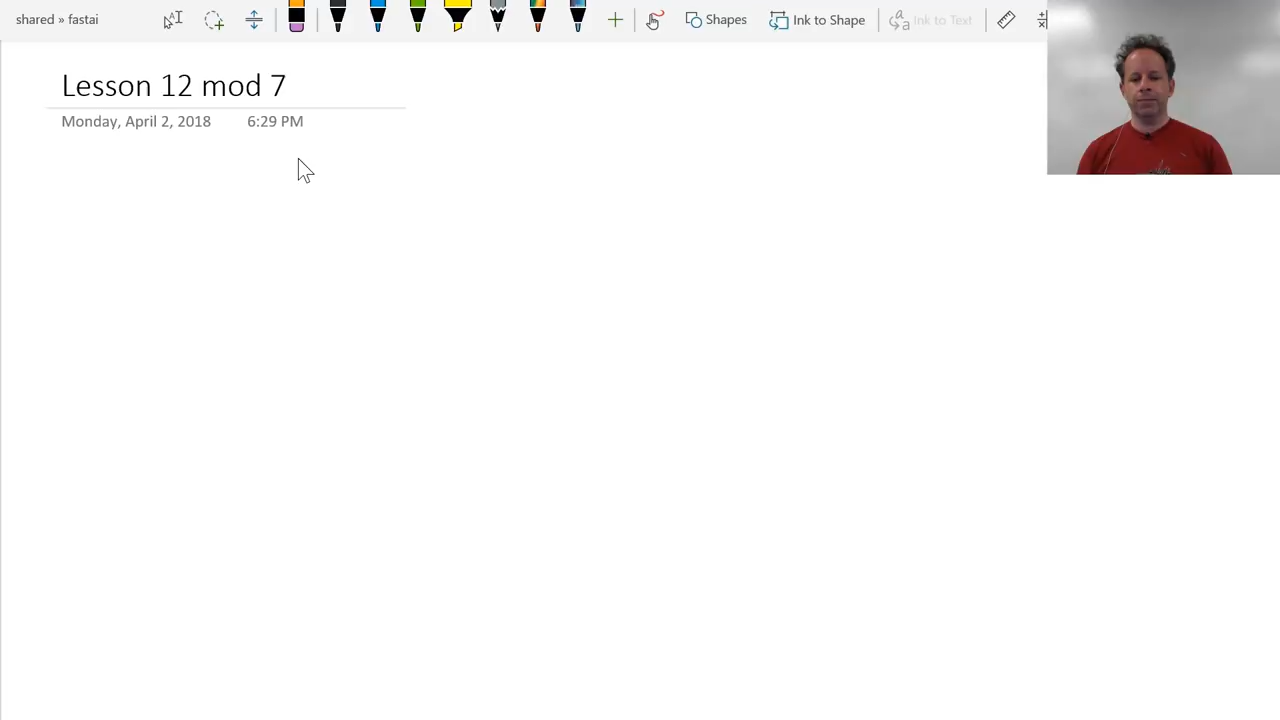 shared » fastai
Shapes
Ink to Shape
Ink to Text
Lesson 12 mod 7
Monday, April 2, 2018 6:29 PM